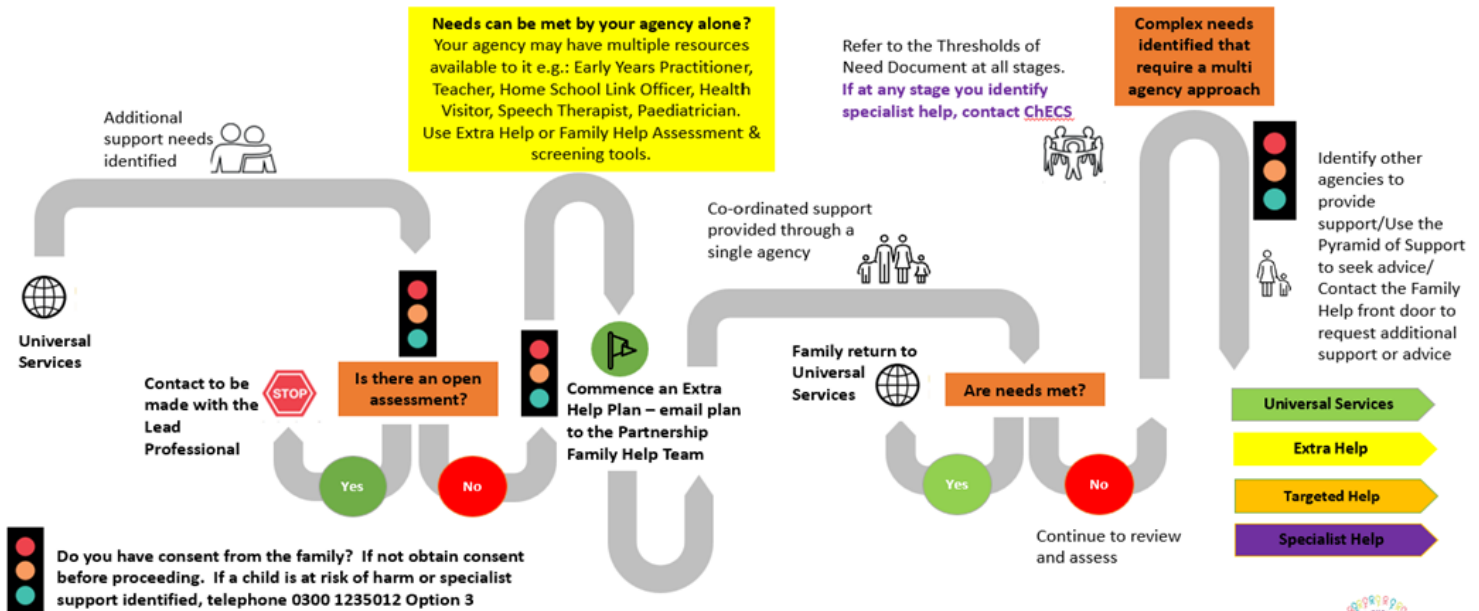 Needs can be met by your agency alone?
Your agency may have multiple resources
available to it e.g.: Early Years Practitioner,
Teacher, Home School Link Officer, Health
Visitor, Speech Therapist, Paediatrician.
Use Extra Help or Family Help Assessment &
screening tools.
Refer to the Thresholds of
Need Document at all stages.
If at any stage you identify
specialist help, contact ChECS
Complex needs
identified that
require a multi
agency approach
Additional
support needs
identified
Identify other
agencies to
provide
support/Use the
Pyramid of Support
to seek advice/
Contact the Family
Help front door to
request additional
support or advice
Co-ordinated support
provided through a
single agency
Universal
Services
Contact to be
made with the
Lead
Professional
STOP
Is there an open
assessment?
Yes
No
Commence an Extra
Help Plan – email plan
to the Partnership
Family Help Team
Family return to
Universal
Services
Are needs met?
Yes
No
Continue to review
and assess
Universal Services
Extra Help
Targeted Help
Specialist Help
Do you have consent from the family? If not obtain consent
before proceeding. If a child is at risk of harm or specialist
support identified, telephone 0300 1235012 Option 3